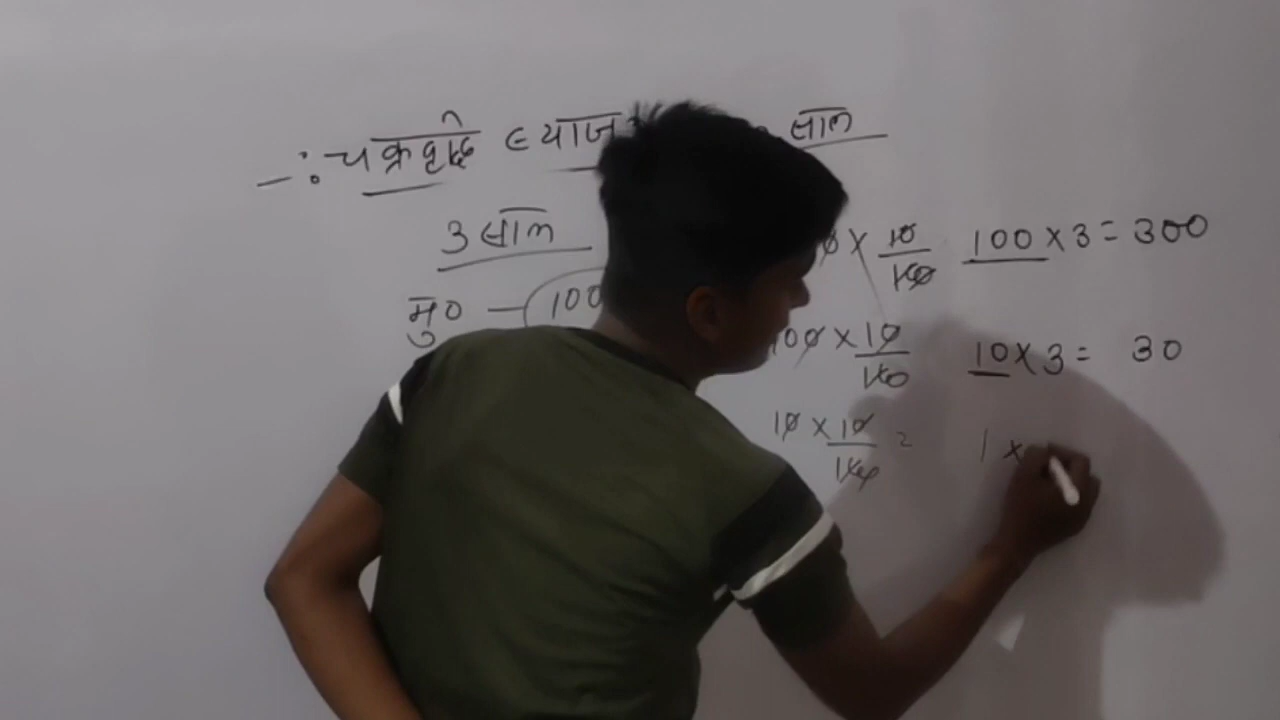 -: चक्रवृद्धि ब्याज साल
3 साल
0 × 10/100 100 × 3 = 300
मु० — 100
100 × 10/100 10 × 3 = 30
10 × 10/100 = 1 ×